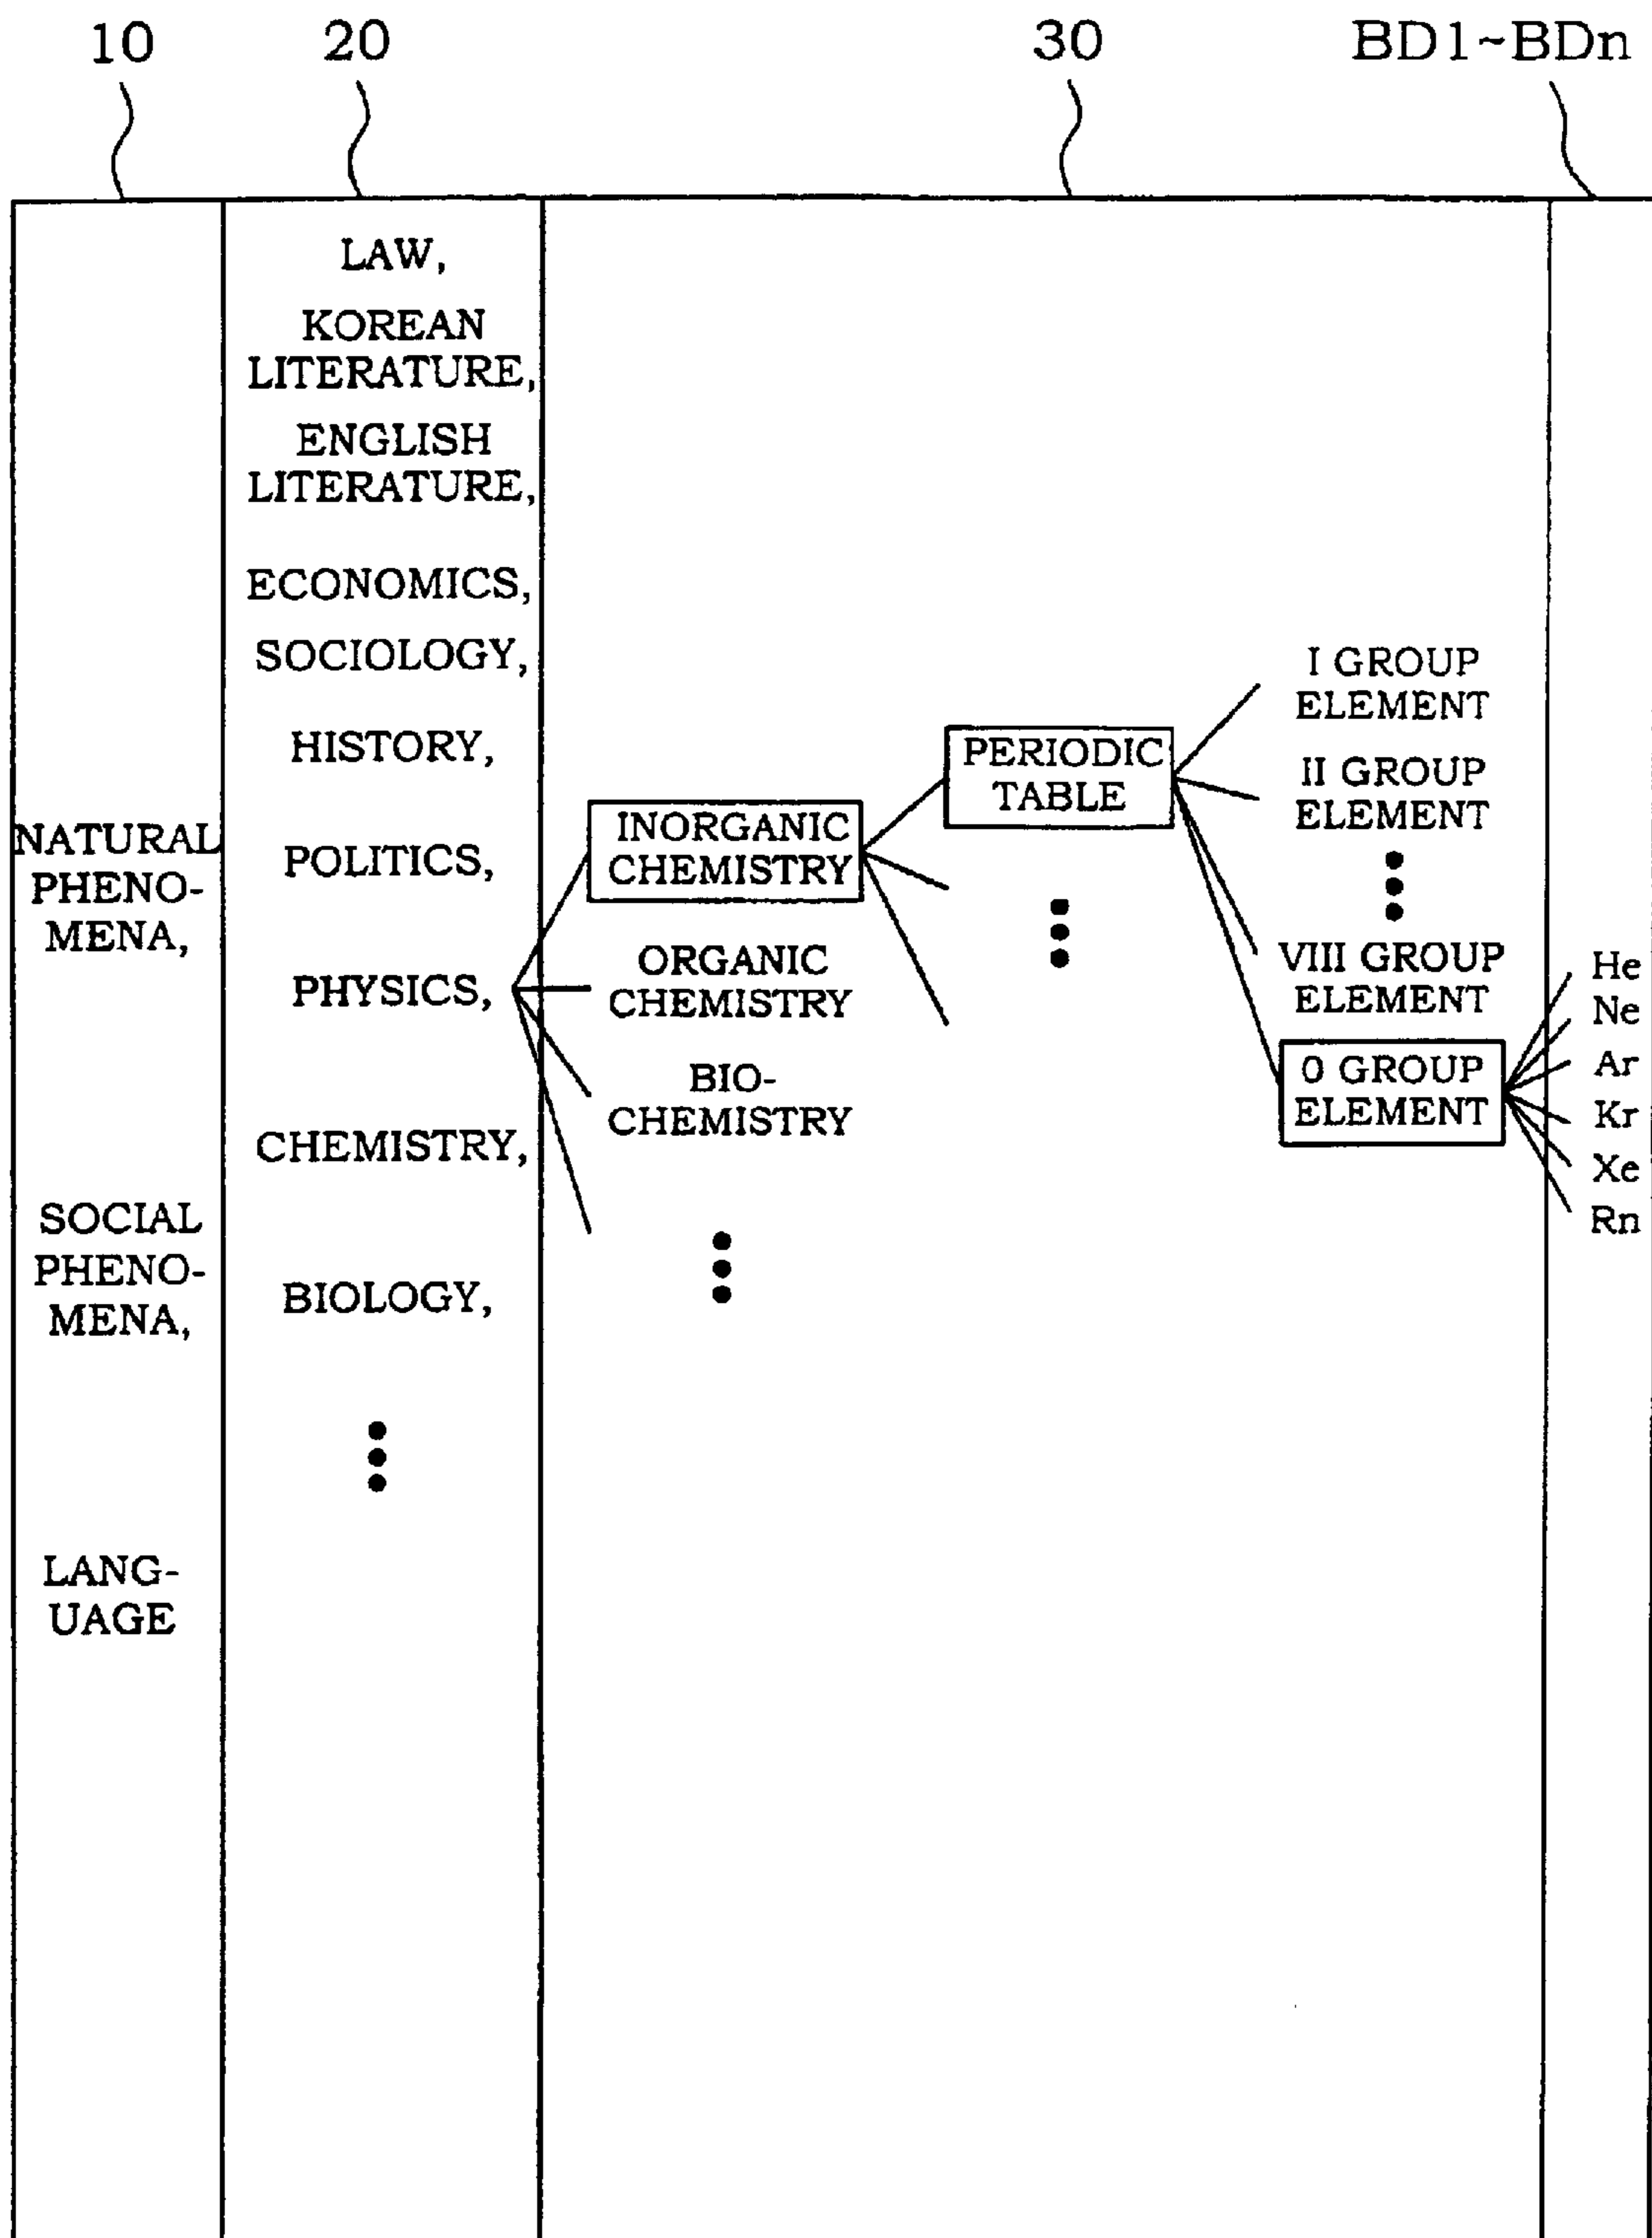 10
20
30
BD1~BDn
NATURAL
PHENO-
MENA,
SOCIAL
PHENO-
MENA,
LANG-
UAGE
LAW,
KOREAN
LITERATURE,
ENGLISH
LITERATURE,
ECONOMICS,
SOCIOLOGY,
HISTORY,
POLITICS,
PHYSICS,
CHEMISTRY,
BIOLOGY,
INORGANIC
CHEMISTRY
ORGANIC
CHEMISTRY
BIO-
CHEMISTRY
PERIODIC
TABLE
I GROUP
ELEMENT
II GROUP
ELEMENT
VIII GROUP
ELEMENT
0 GROUP
ELEMENT
He
Ne
Ar
Kr
Xe
Rn